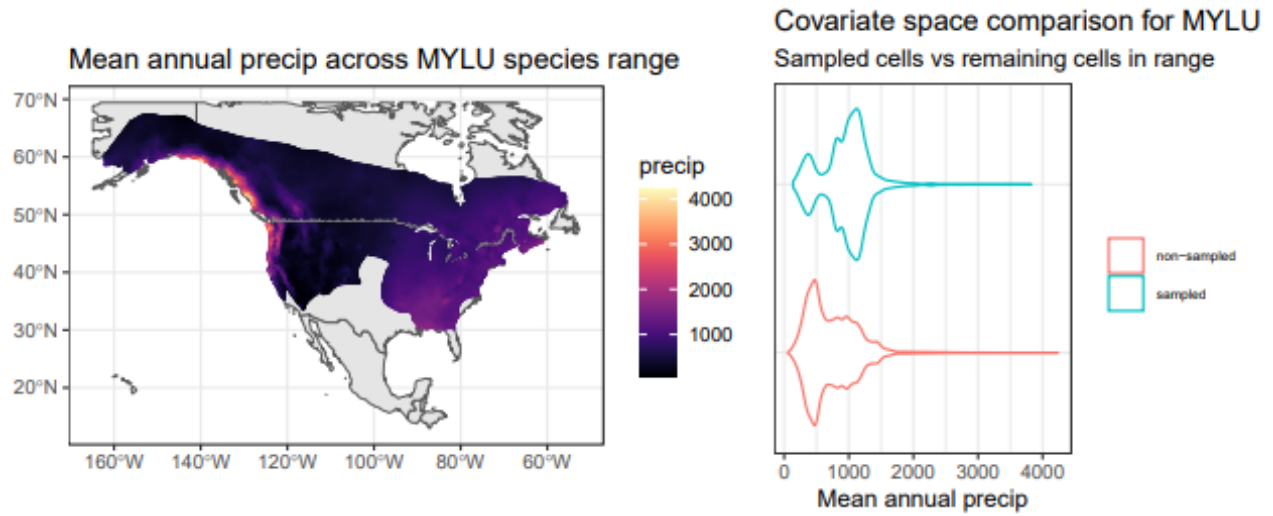 Mean annual precip across MYLU species range
70°N
60°N
50°N
40°N
30°N
20°N
160°W 140°W 120°W 100°W 80°W 60°W
precip
4000
3000
2000
1000
Covariate space comparison for MYLU
Sampled cells vs remaining cells in range
0 1000 2000 3000 4000
Mean annual precip
non-sampled
sampled